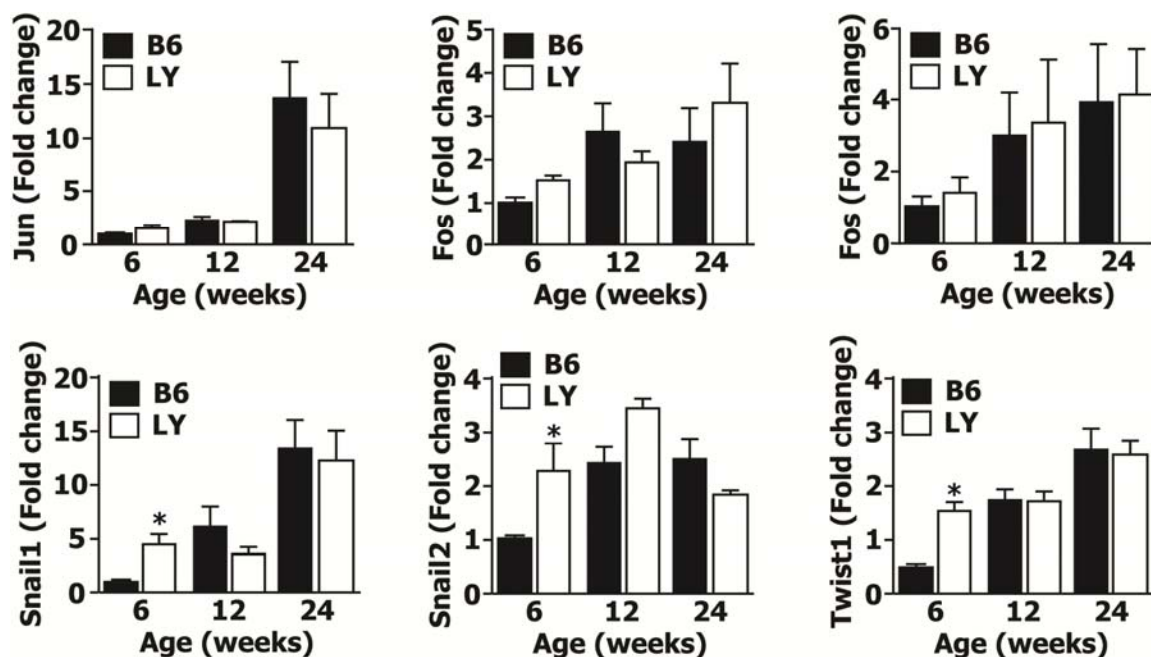 Jun (Fold change)
20
15
10
5
0
B6
LY
6 12 24
Age (weeks)
Fos (Fold change)
5
4
3
2
1
0
B6
LY
6 12 24
Age (weeks)
Fos (Fold change)
6
4
2
0
B6
LY
6 12 24
Age (weeks)
Snail1 (Fold change)
20
15
10
5
0
B6
LY
*
6 12 24
Age (weeks)
Snail2 (Fold change)
4
3
2
1
0
B6
LY
*
6 12 24
Age (weeks)
Twist1 (Fold change)
4
3
2
1
0
B6
LY
*
6 12 24
Age (weeks)